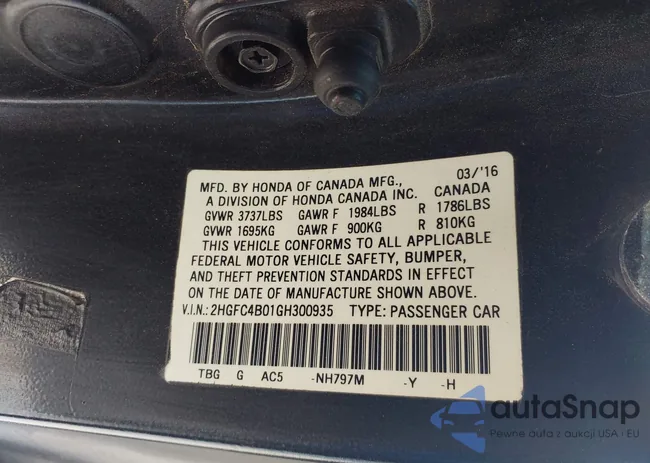 MFD. BY HONDA OF CANADA MFG., 03/'16
A DIVISION OF HONDA CANADA INC. CANADA
GVWR 3737LBS GAWR F 1984LBS R 1786LBS
GVWR 1695KG GAWR F 900KG R 810KG
THIS VEHICLE CONFORMS TO ALL APPLICABLE
FEDERAL MOTOR VEHICLE SAFETY, BUMPER,
AND THEFT PREVENTION STANDARDS IN EFFECT
ON THE DATE OF MANUFACTURE SHOWN ABOVE.
V.I.N.: 2HGFC4B01GH300935 TYPE: PASSENGER CAR
TBG G AC5 -NH797M -Y -H
autaSnap
Pewne auta z aukcji USA i EU